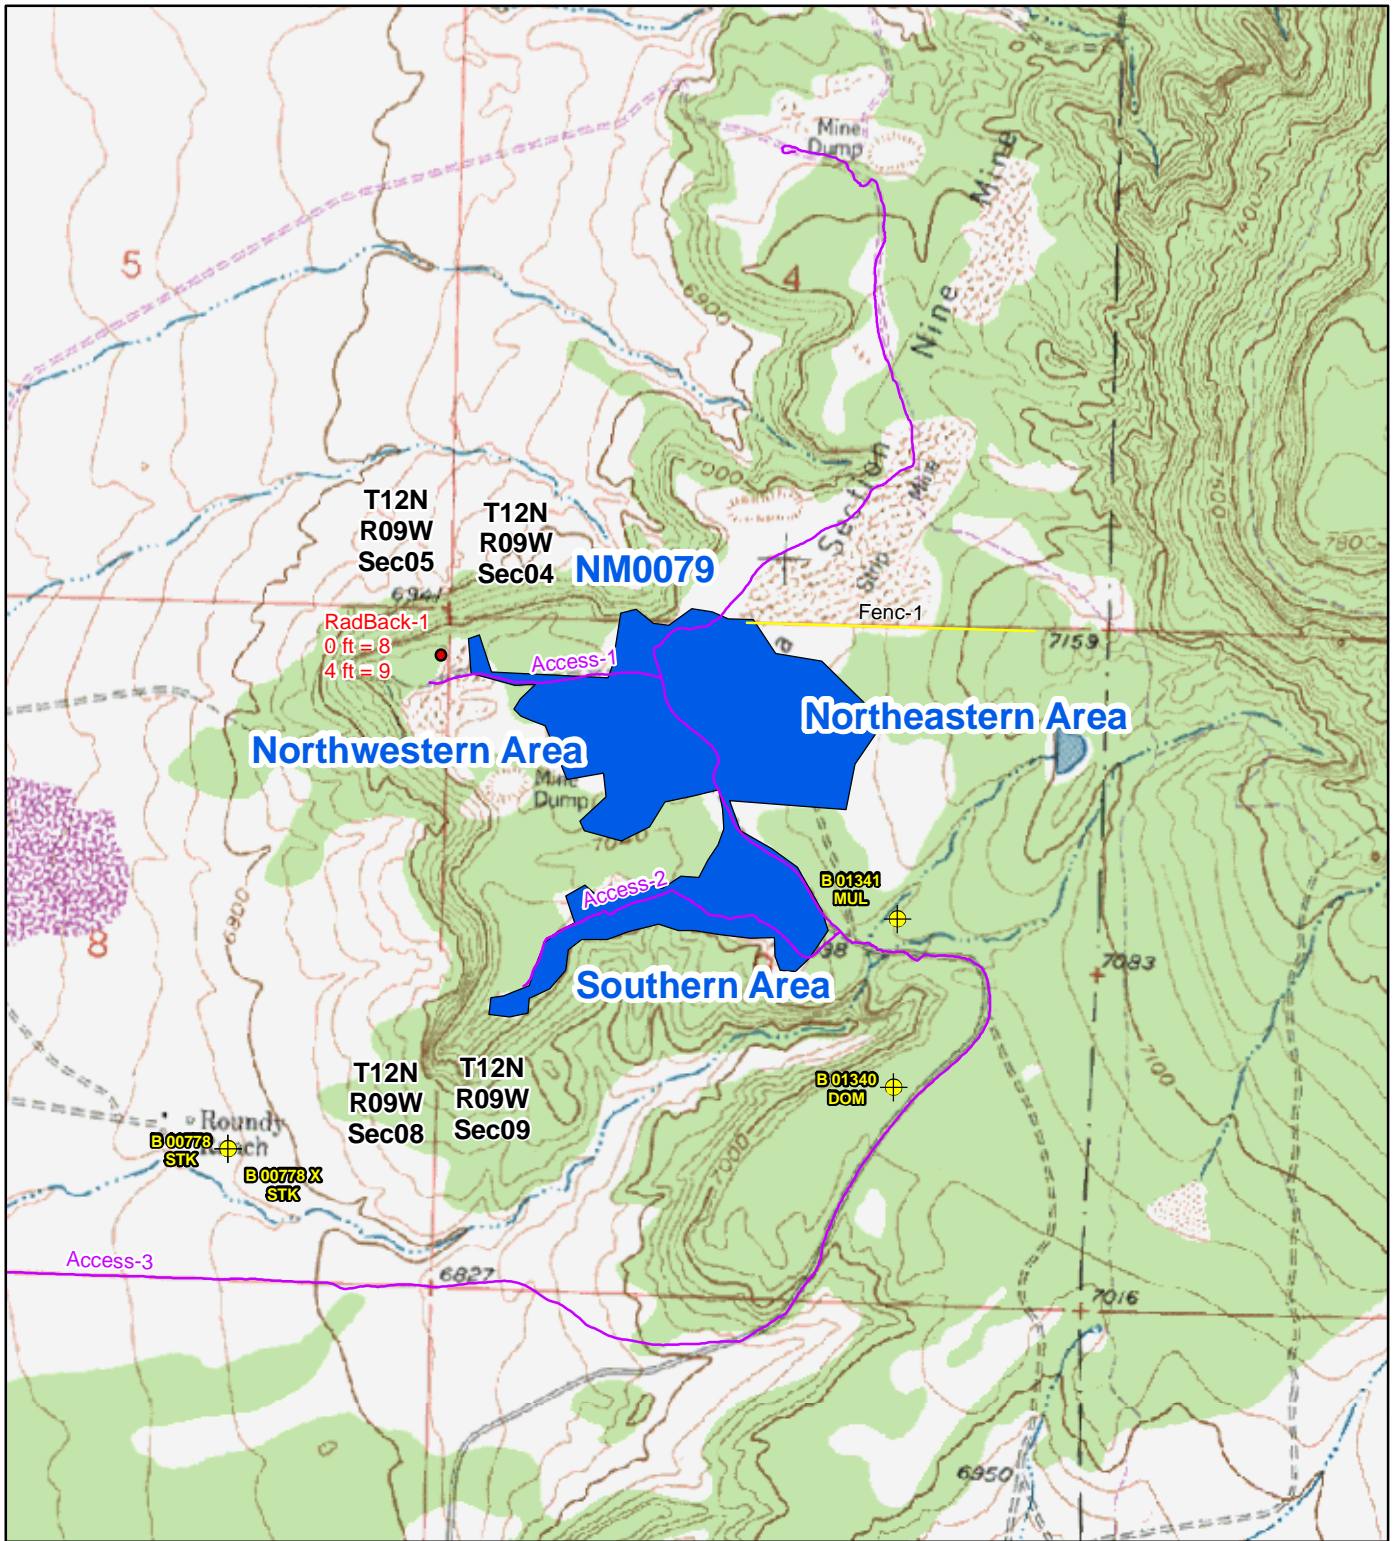 Mine
Dump
Mine
5
4
6900
Nine
7400
7000
Section
Mine
Strip
7800
7500
T12N
R09W
Sec05
T12N
R09W
Sec04
NM0079
6941
RadBack-1
0 ft = 8
4 ft = 9
Fenc-1
7159
Access-1
Northeastern Area
Northwestern Area
Mine
Dump
7040
Access-2
B 01341
MUL
8
6900
98
7083
Southern Area
7100
T12N
R09W
Sec08
T12N
R09W
Sec09
B 01340
DOM
Roundy
B 00778
STK
B 00778 X
STK
7000
Access-3
6827
7016
6950